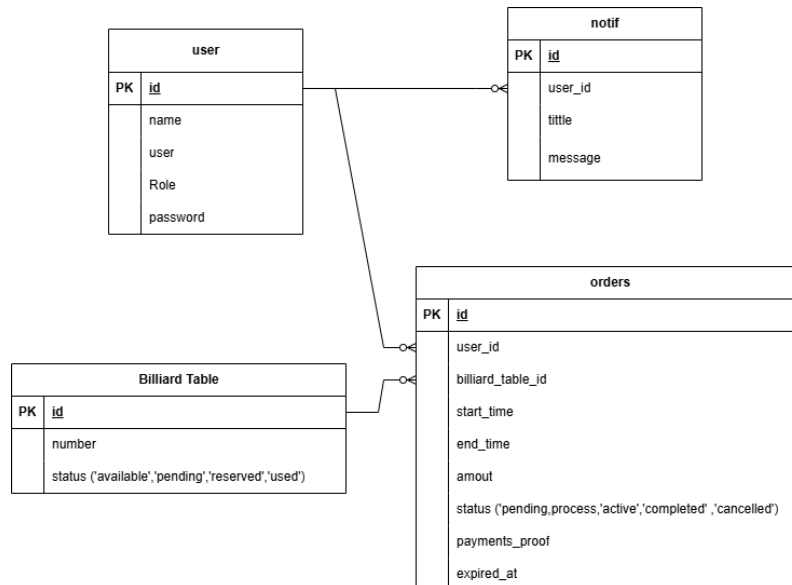 user
PK id
name
user
Role
password
notif
PK id
user_id
tittle
message
Billiard Table
PK id
number
status ('available','pending','reserved','used')
orders
PK id
user_id
billiard_table_id
start_time
end_time
amout
status ('pending,process,'active','completed' ,'cancelled')
payments_proof
expired_at